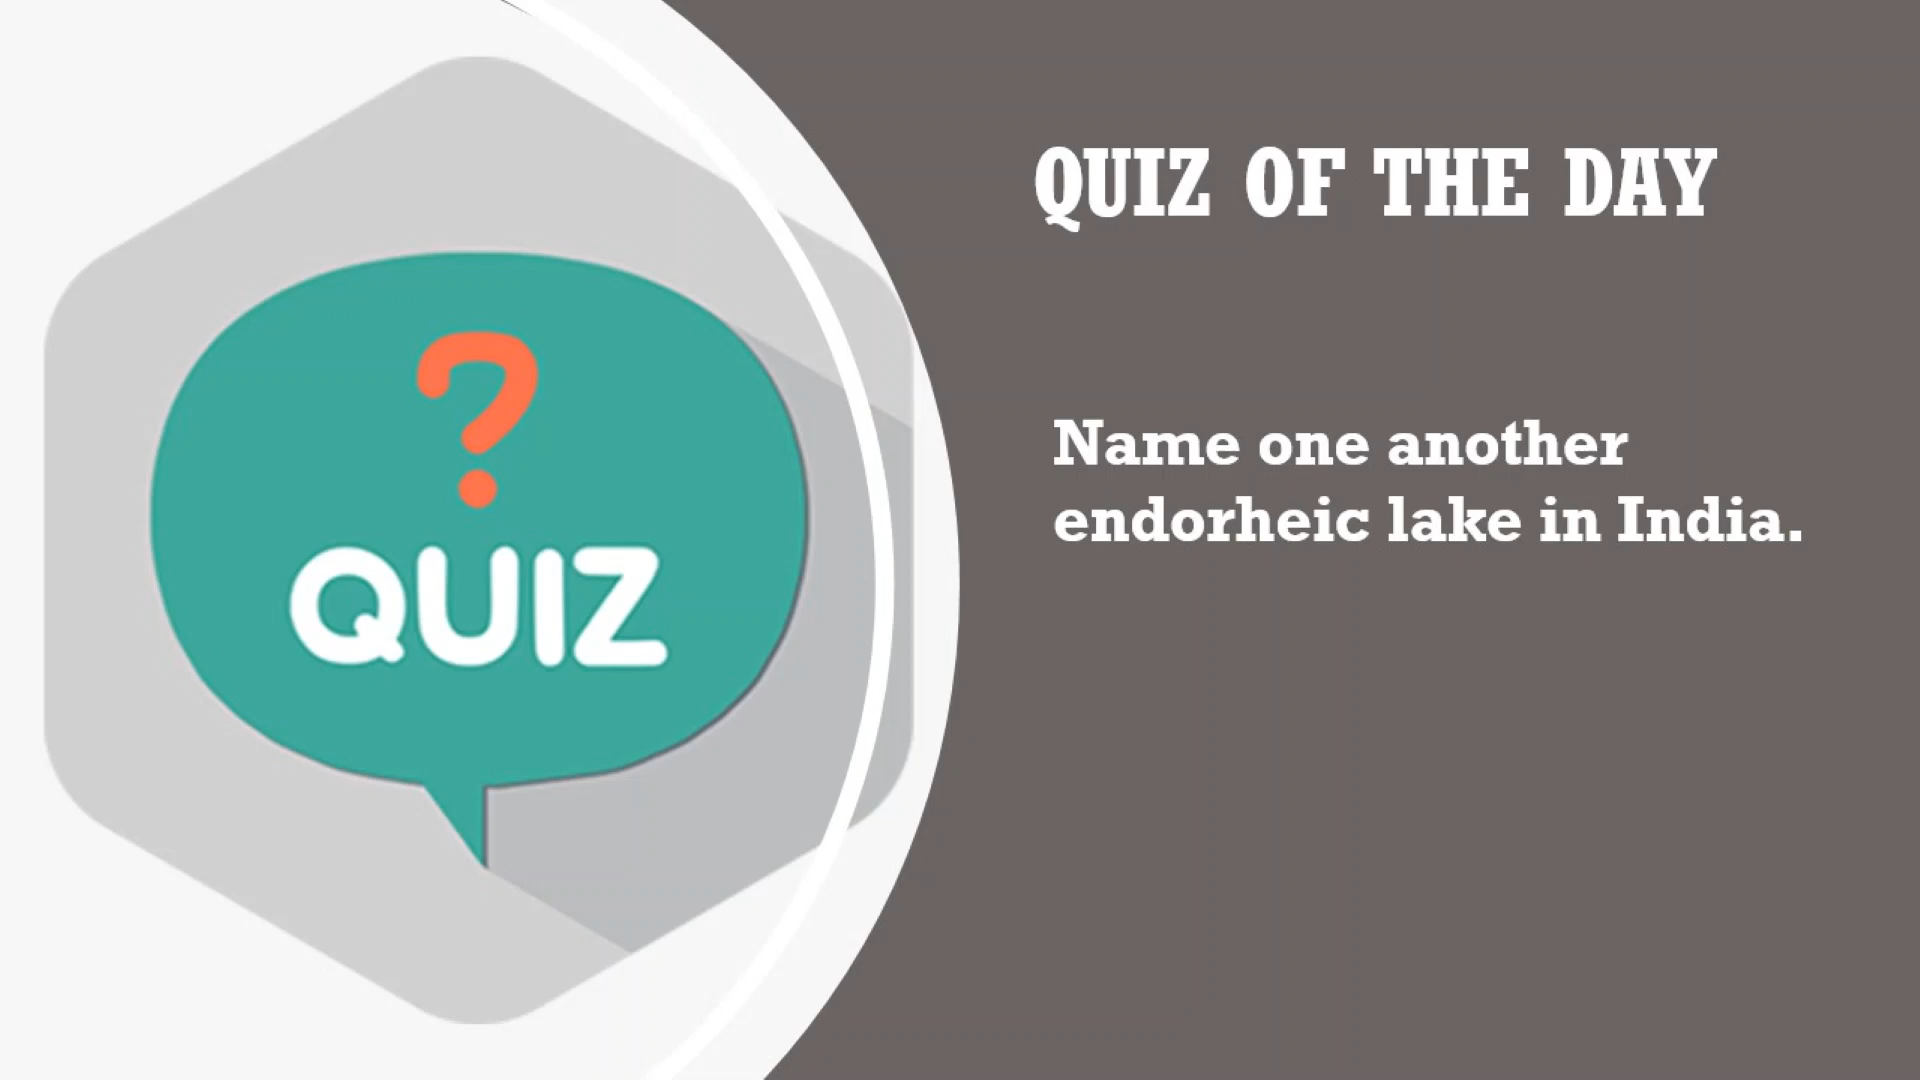 ?
QUIZ
QUIZ OF THE DAY
Name one another
endorheic lake in India.